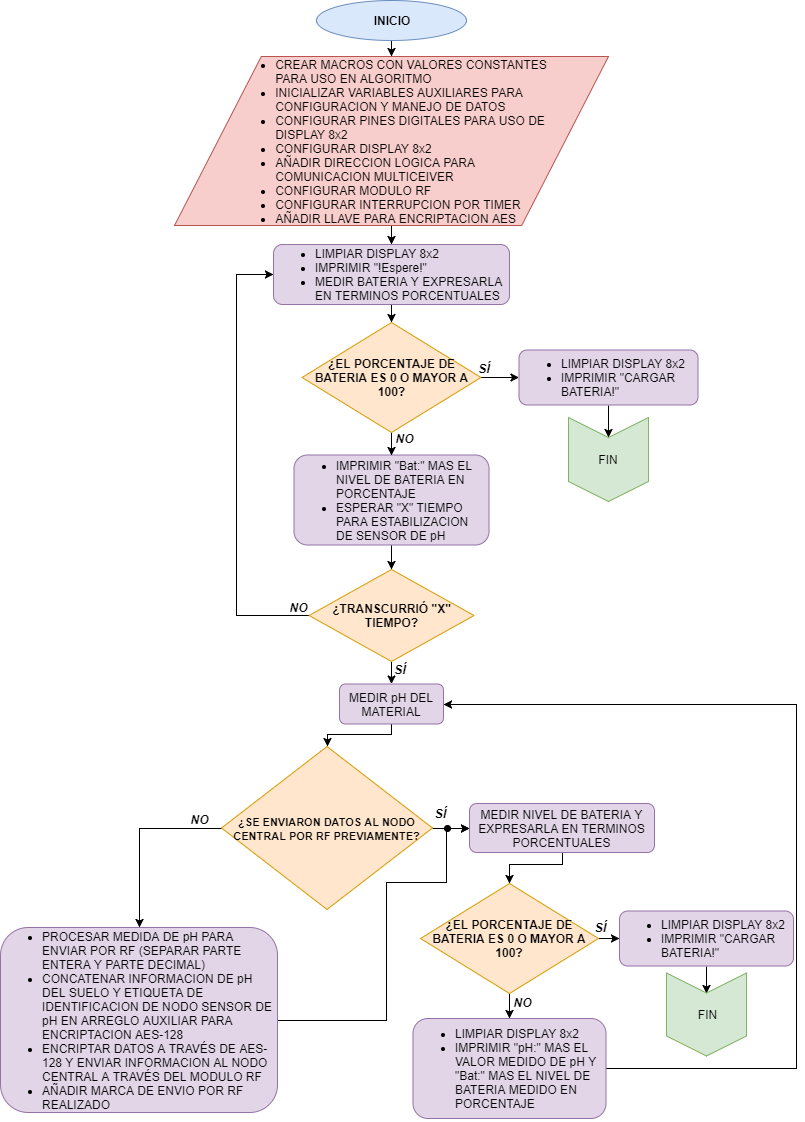 INICIO
• CREAR MACROS CON VALORES CONSTANTES
PARA USO EN ALGORITMO
• INICIALIZAR VARIABLES AUXILIARES PARA
CONFIGURACION Y MANEJO DE DATOS
• CONFIGURAR PINES DIGITALES PARA USO DE
DISPLAY 8x2
• CONFIGURAR DISPLAY 8x2
• AÑADIR DIRECCION LOGICA PARA
COMUNICACION MULTICEIVER
• CONFIGURAR MODULO RF
• CONFIGURAR INTERRUPCION POR TIMER
• AÑADIR LLAVE PARA ENCRIPTACION AES
• LIMPIAR DISPLAY 8x2
• IMPRIMIR "!Espere!"
• MEDIR BATERIA Y EXPRESARLA
EN TERMINOS PORCENTUALES
¿EL PORCENTAJE DE
BATERIA ES 0 O MAYOR A
100?
SÍ
• LIMPIAR DISPLAY 8x2
• IMPRIMIR "CARGAR
BATERIA!"
FIN
NO
• IMPRIMIR "Bat:" MAS EL
NIVEL DE BATERIA EN
PORCENTAJE
• ESPERAR "X" TIEMPO
PARA ESTABILIZACION
DE SENSOR DE pH
¿TRANSCURRIÓ "X"
TIEMPO?
NO
SÍ
MEDIR pH DEL
MATERIAL
¿SE ENVIARON DATOS AL NODO
CENTRAL POR RF PREVIAMENTE?
NO
SÍ
• PROCESAR MEDIDA DE pH PARA
ENVIAR POR RF (SEPARAR PARTE
ENTERA Y PARTE DECIMAL)
• CONCATENAR INFORMACION DE pH
DEL SUELO Y ETIQUETA DE
IDENTIFICACION DE NODO SENSOR DE
pH EN ARREGLO AUXILIAR PARA
ENCRIPTACION AES-128
• ENCRIPTAR DATOS A TRAVÉS DE AES-
128 Y ENVIAR INFORMACION AL NODO
CENTRAL A TRAVÉS DEL MODULO RF
• AÑADIR MARCA DE ENVIO POR RF
REALIZADO
MEDIR NIVEL DE BATERIA Y
EXPRESARLA EN TERMINOS
PORCENTUALES
¿EL PORCENTAJE DE
BATERIA ES 0 O MAYOR A
100?
SÍ
• LIMPIAR DISPLAY 8x2
• IMPRIMIR "CARGAR
BATERIA!"
FIN
NO
• LIMPIAR DISPLAY 8x2
• IMPRIMIR "pH:" MAS EL
VALOR MEDIDO DE pH Y
"Bat:" MAS EL NIVEL DE
BATERIA MEDIDO EN
PORCENTAJE